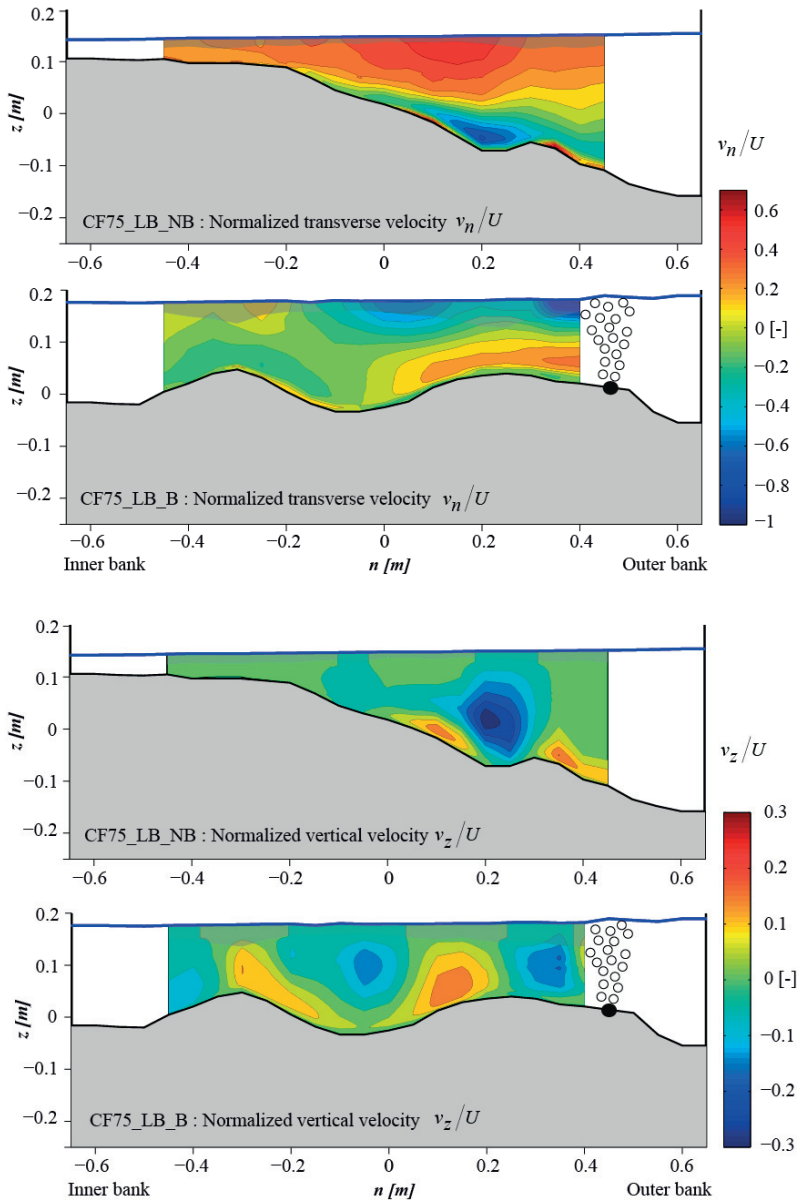 0.2
0.1
0
−0.1
−0.2
z [m]
CF75_LB_NB : Normalized transverse velocity vn/U
−0.6 −0.4 −0.2 0 0.2 0.4 0.6
0.2
0.1
0
−0.1
−0.2
z [m]
CF75_LB_B : Normalized transverse velocity vn/U
−0.6 −0.4 −0.2 0 0.2 0.4 0.6
Inner bank n [m] Outer bank
vn/U
0.6
0.4
0.2
0 [-]
−0.2
−0.4
−0.6
−0.8
−1
0.2
0.1
0
−0.1
−0.2
z [m]
CF75_LB_NB : Normalized vertical velocity vz/U
−0.6 −0.4 −0.2 0 0.2 0.4 0.6
0.2
0.1
0
−0.1
−0.2
z [m]
CF75_LB_B : Normalized vertical velocity vz/U
−0.6 −0.4 −0.2 0 0.2 0.4 0.6
Inner bank n [m] Outer bank
vz/U
0.3
0.2
0.1
0 [-]
−0.1
−0.2
−0.3